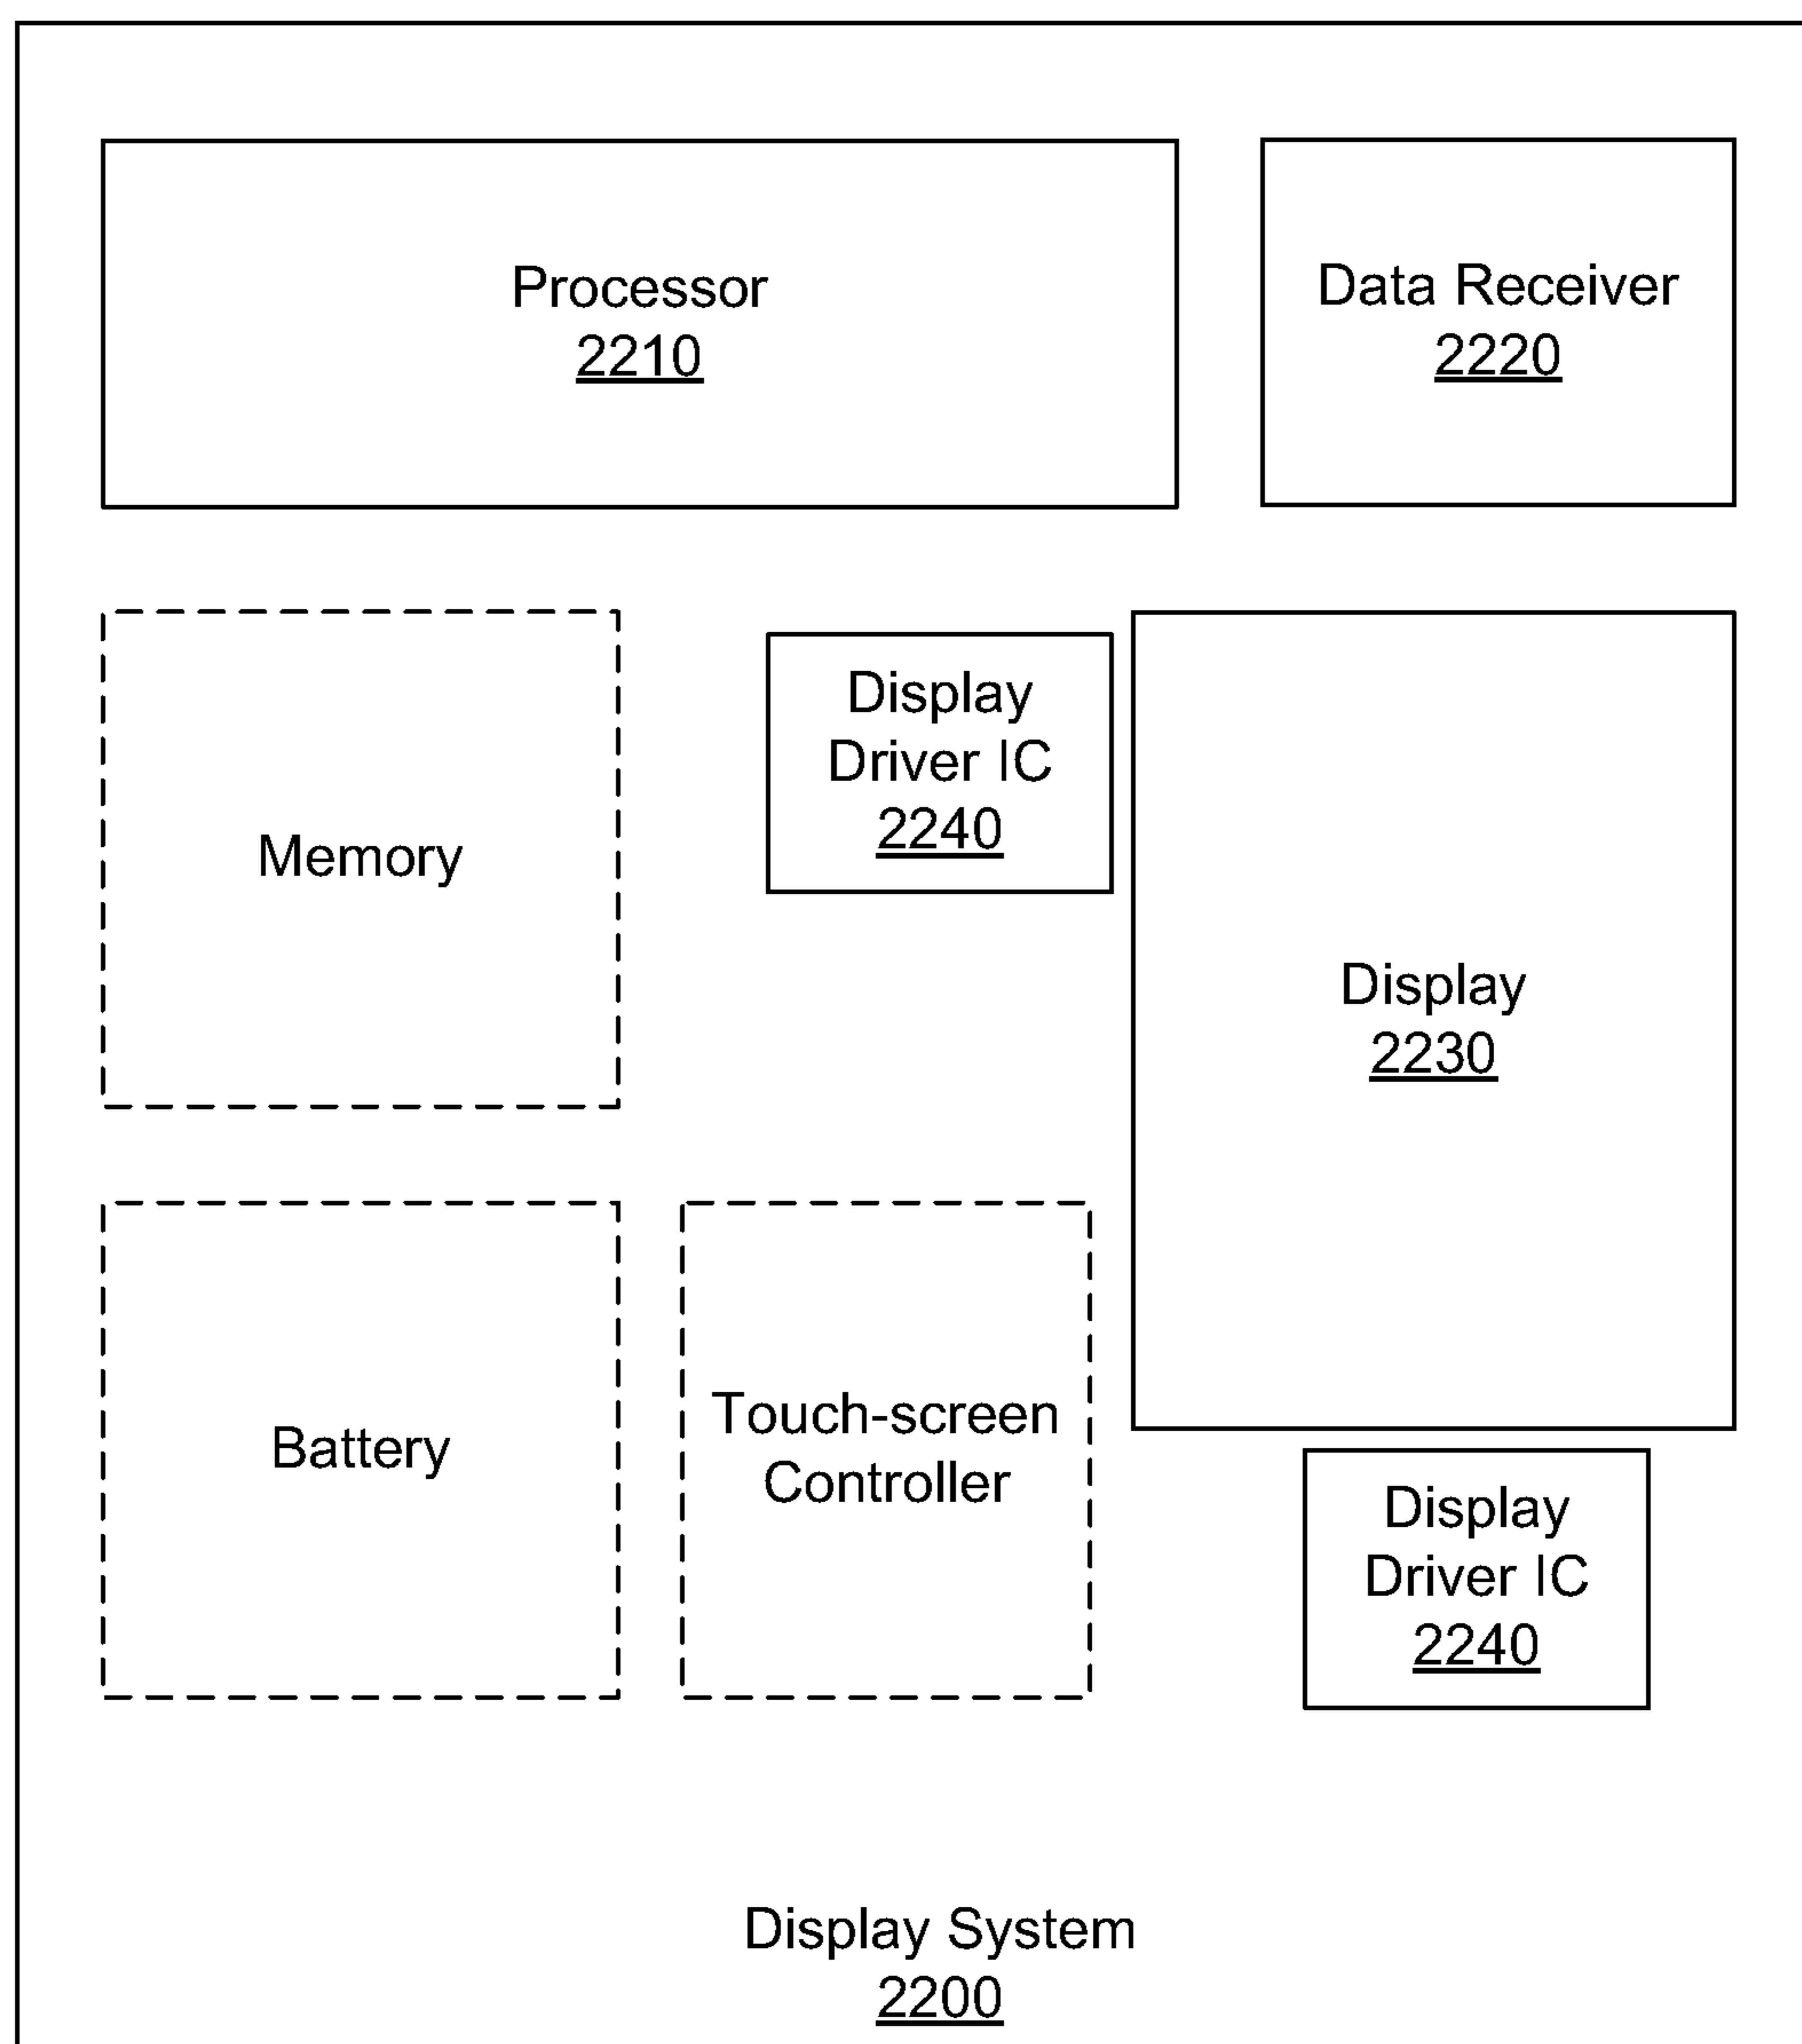 Processor
2210
Data Receiver
2220
Memory
Display
Driver IC
2240
Display
2230
Battery
Touch-screen
Controller
Display
Driver IC
2240
Display System
2200